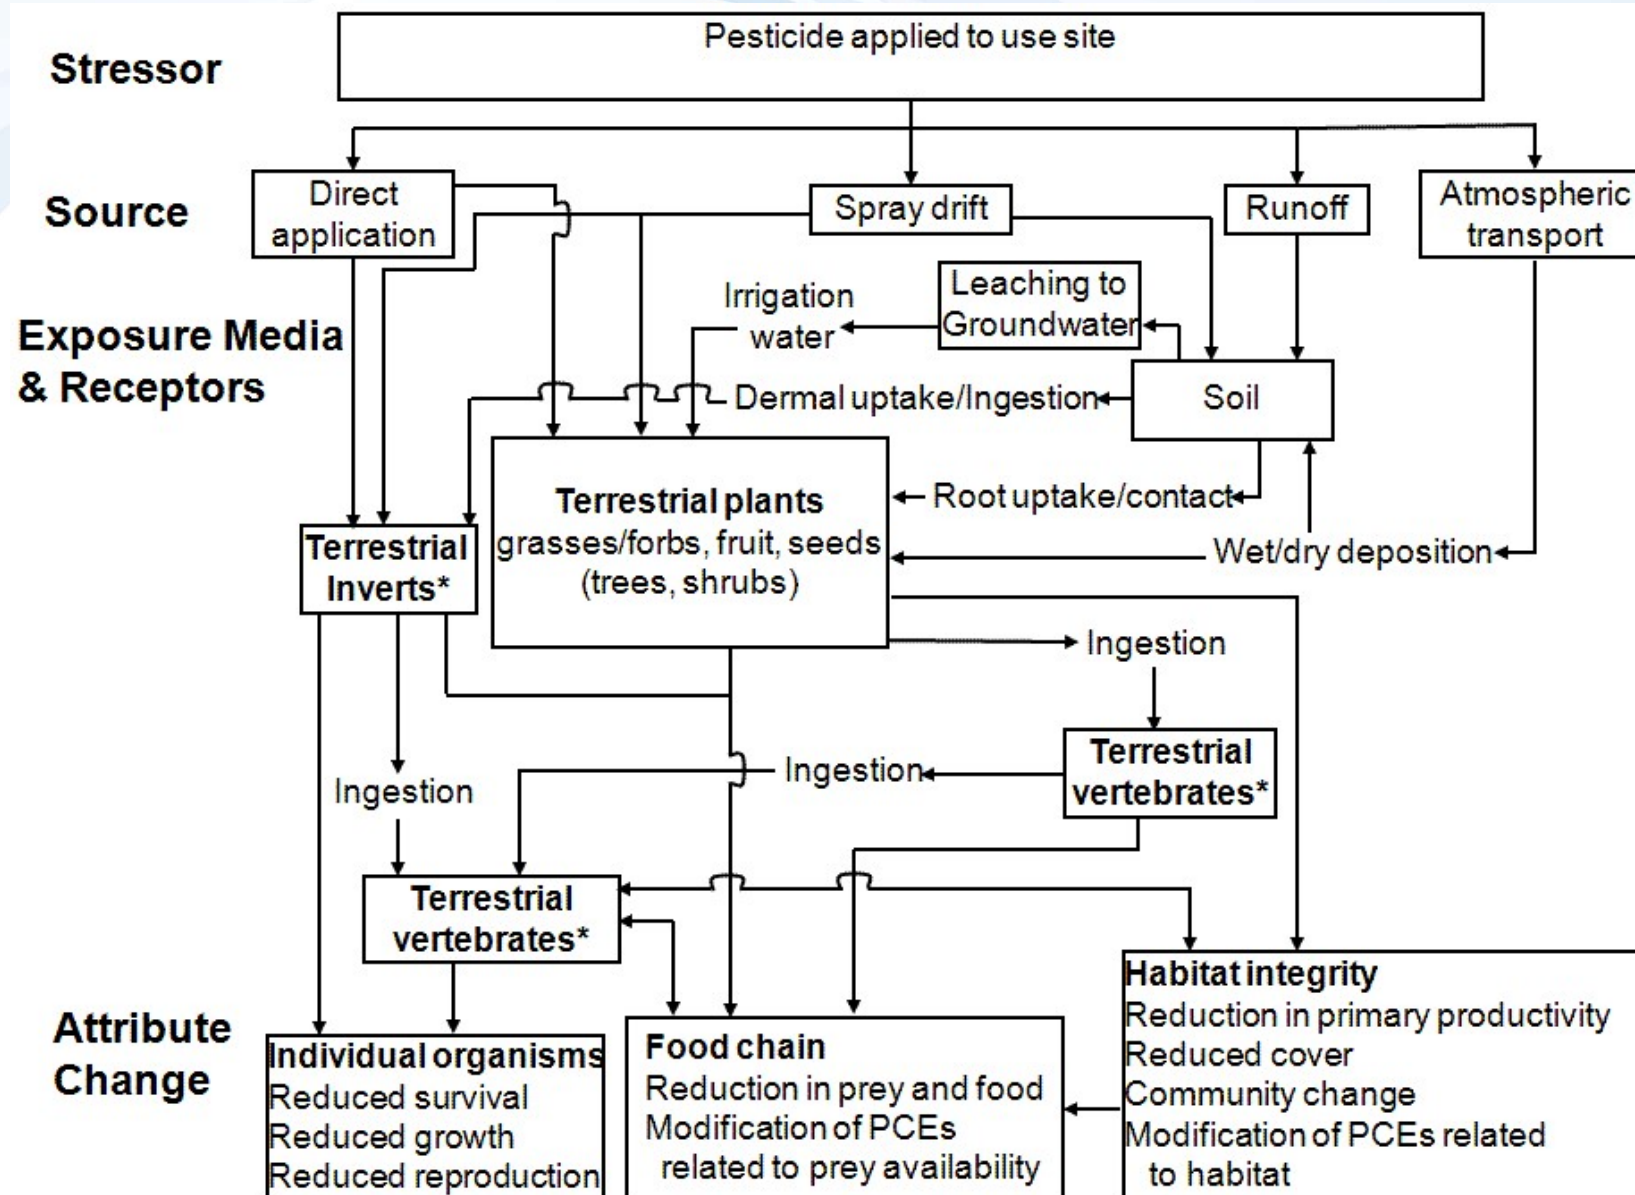 Pesticide applied to use site
Stressor
Source
Direct
application
Spray drift
Runoff
Atmospheric
transport
Exposure Media
& Receptors
Irrigation
water
Leaching to
Groundwater
Dermal uptake/Ingestion
Soil
Terrestrial plants
grasses/forbs, fruit, seeds
(trees, shrubs)
Root uptake/contact
Wet/dry deposition
Terrestrial
Inverts*
Ingestion
Terrestrial
vertebrates*
Ingestion
Ingestion
Terrestrial
vertebrates*
Attribute
Change
Individual organisms
Reduced survival
Reduced growth
Reduced reproduction
Food chain
Reduction in prey and food
Modification of PCEs
related to prey availability
Habitat integrity
Reduction in primary productivity
Reduced cover
Community change
Modification of PCEs related
to habitat